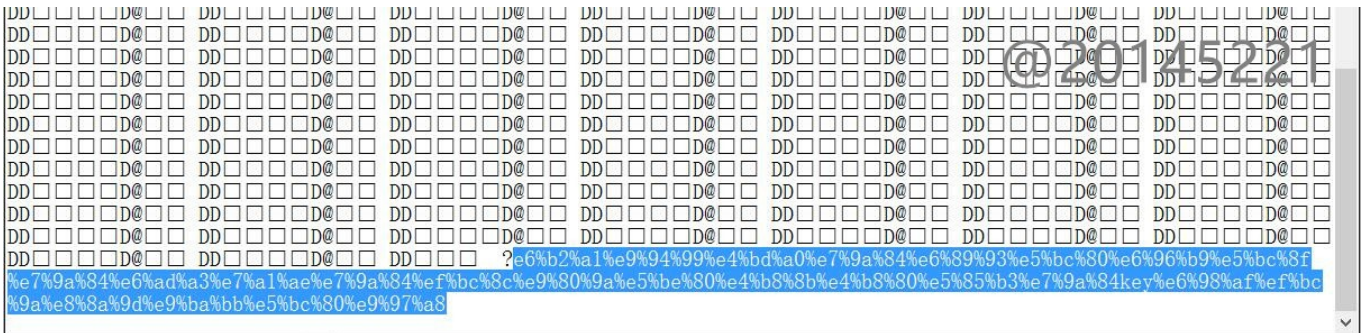 DD□□□□D@□□ DD□□□□D@□□ DD□□□□D@□□ DD□□□□D@□□ DD□□□□D@□□ DD□□□□D@□□ DD□□□□D@□□
DD□□□□D@□□ DD□□□□D@□□ DD□□□□D@□□ DD□□□□D@□□ DD□□□□D@□□ DD□□□□D@□□ DD□□□□D@□□
DD□□□□D@□□ DD□□□□D@□□ DD□□□□D@□□ DD□□□□D@□□ DD□□□□D@□□ DD□□□□D@□□ DD□□□□D@□□
@20145221
DD□□□□D@□□ DD□□□□D@□□ DD□□□□D@□□ DD□□□□D@□□ DD□□□□D@□□ DD□□□□D@□□ DD□□□□D@□□
DD□□□□D@□□ DD□□□□D@□□ DD□□□□D@□□ DD□□□□D@□□ DD□□□□D@□□ DD□□□□D@□□ DD□□□□D@□□
DD□□□□D@□□ DD□□□□D@□□ DD□□□□D@□□ DD□□□□D@□□ DD□□□□D@□□ DD□□□□D@□□ DD□□□□D@□□
DD□□□□D@□□ DD□□□□D@□□ DD□□□□D@□□ DD□□□□D@□□ DD□□□□D@□□ DD□□□□D@□□ DD□□□□D@□□
DD□□□□D@□□ DD□□□□D@□□ DD□□□□D@□□ DD□□□□D@□□ DD□□□□D@□□ DD□□□□D@□□ DD□□□□D@□□
DD□□□□D@□□ DD□□□□D@□□ DD□□□□D@□□ DD□□□□D@□□ DD□□□□D@□□ DD□□□□D@□□ DD□□□□D@□□
DD□□□□D@□□ DD□□□□D@□□ DD□□□□D@□□ DD□□□□D@□□ DD□□□□D@□□ DD□□□□D@□□ DD□□□□D@□□
DD□□□□D@□□ DD□□□□D@□□ DD□□□□D@□□ DD□□□□D@□□ DD□□□□D@□□ DD□□□□D@□□ DD□□□□D@□□
DD□□□□D@□□ DD□□□□D@□□ DD□□□□ ?e6%b2%a1%e9%94%99%e4%bd%a0%e7%9a%84%e6%89%93%e5%bc%80%e6%96%b9%e5%bc%8f
%e7%9a%84%e6%ad%a3%e7%a1%ae%e7%9a%84%ef%bc%8c%e9%80%9a%e5%be%80%e4%b8%8b%e4%b8%80%e5%85%b3%e7%9a%84key%e6%98%af%ef%bc
%9a%e8%8a%9d%e9%ba%bb%e5%bc%80%e9%97%a8